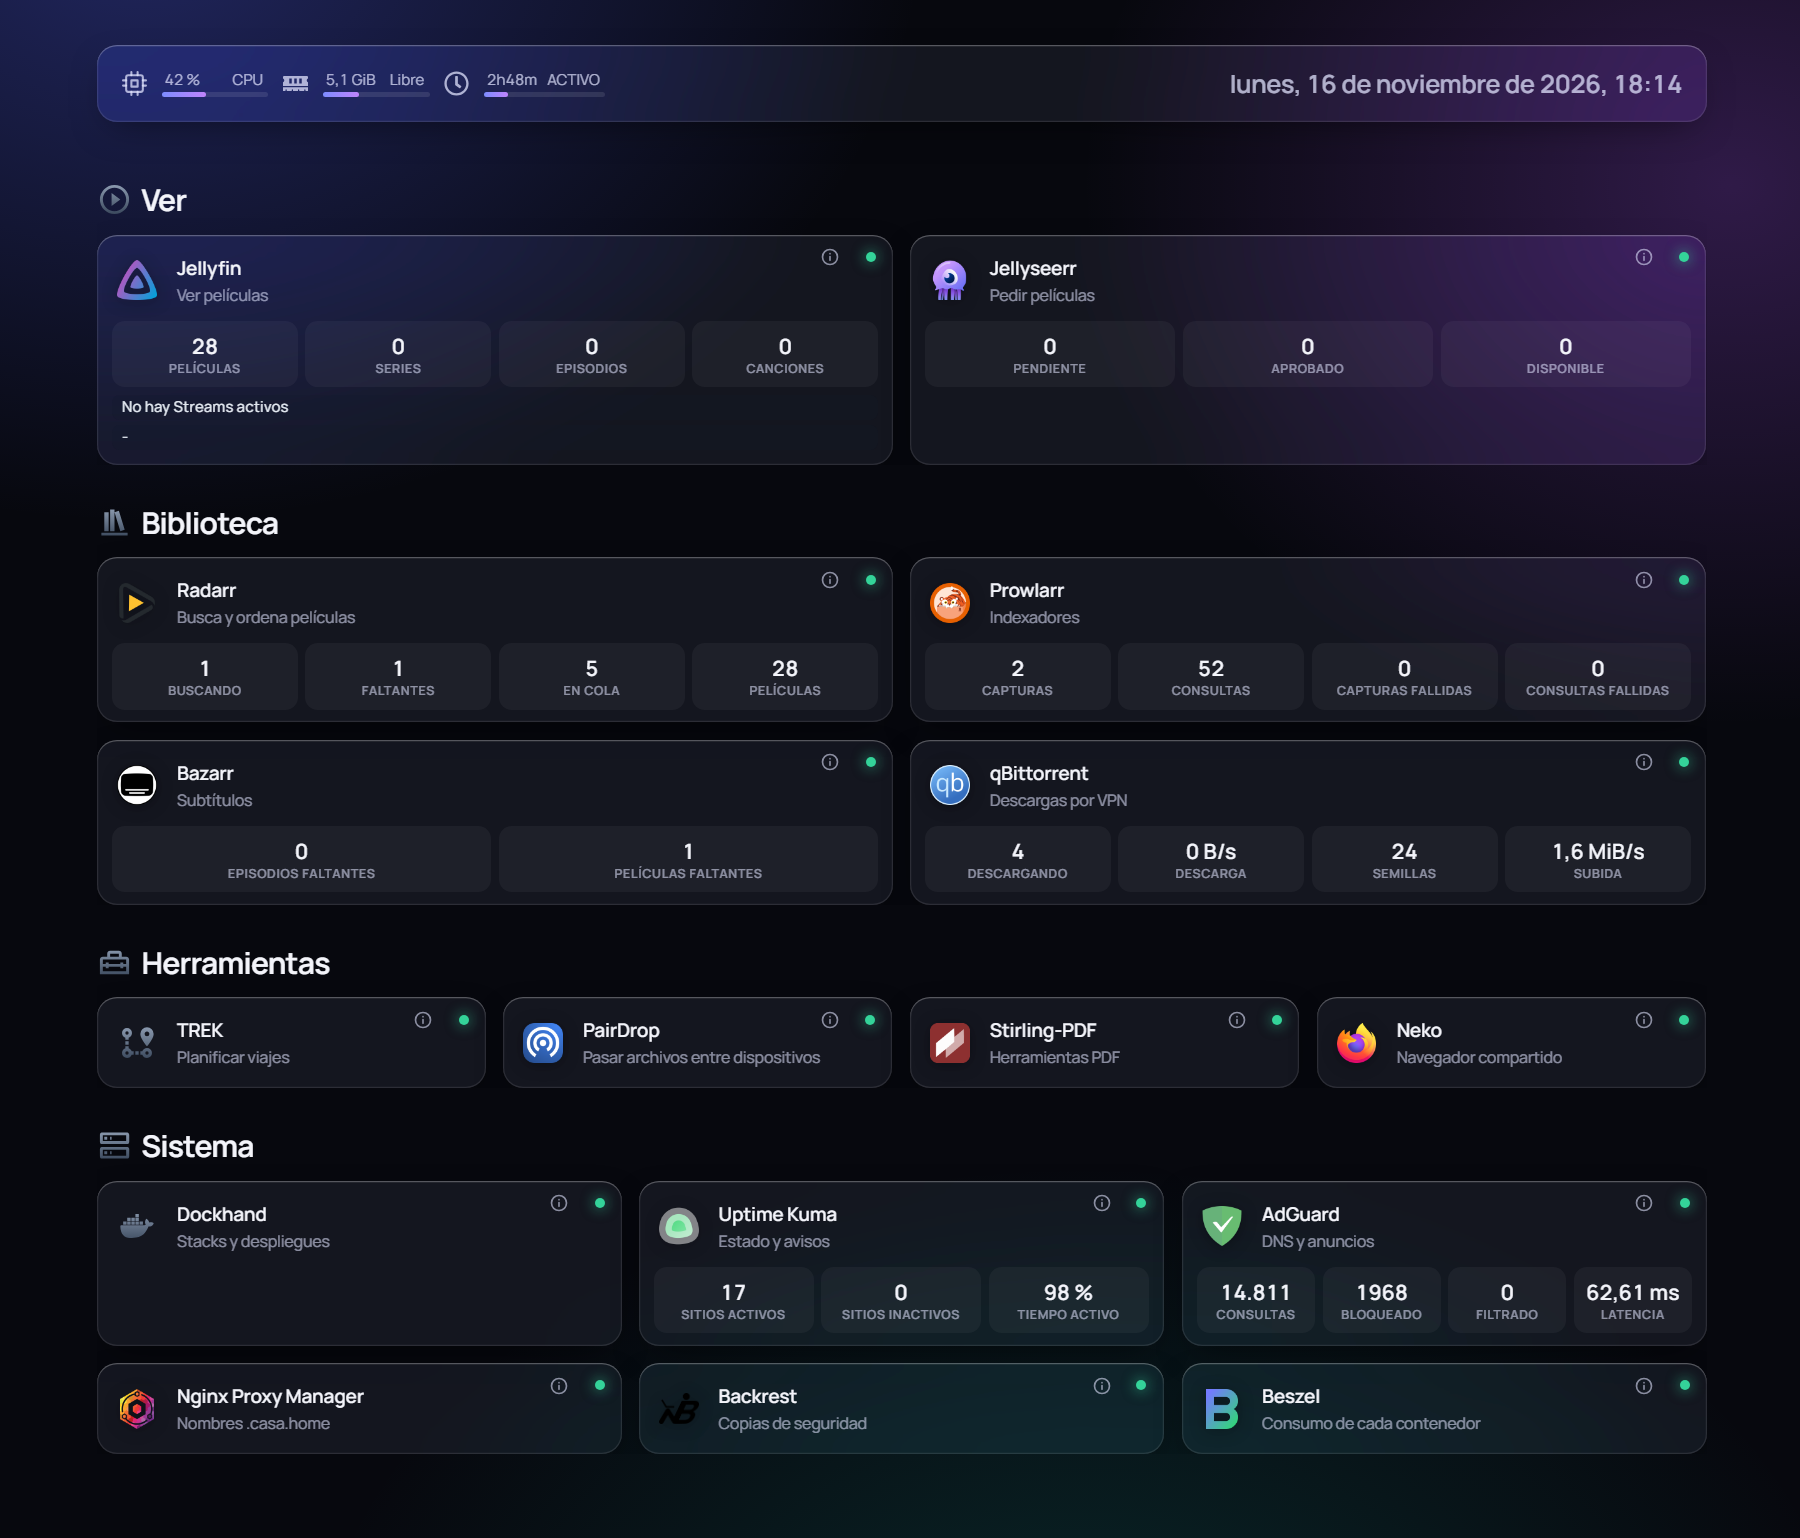 42 % CPU 5,1 GiB Libre 2h48m ACTIVO lunes, 16 de noviembre de 2026, 18:14
Ver
Jellyfin
Ver películas
28 0 0 0
PELÍCULAS SERIES EPISODIOS CANCIONES
No hay Streams activos
-
Jellyseerr
Pedir películas
0 0 0
PENDIENTE APROBADO DISPONIBLE
Biblioteca
Radarr
Busca y ordena películas
1 1 5 28
BUSCANDO FALTANTES EN COLA PELÍCULAS
Prowlarr
Indexadores
2 52 0 0
CAPTURAS CONSULTAS CAPTURAS FALLIDAS CONSULTAS FALLIDAS
Bazarr
Subtítulos
0 1
EPISODIOS FALTANTES PELÍCULAS FALTANTES
qb
qBittorrent
Descargas por VPN
4 0 B/s 24 1,6 MiB/s
DESCARGANDO DESCARGA SEMILLAS SUBIDA
Herramientas
TREK
Planificar viajes
PairDrop
Pasar archivos entre dispositivos
Stirling-PDF
Herramientas PDF
Neko
Navegador compartido
Sistema
Dockhand
Stacks y despliegues
Uptime Kuma
Estado y avisos
17 0 98 %
SITIOS ACTIVOS SITIOS INACTIVOS TIEMPO ACTIVO
AdGuard
DNS y anuncios
14.811 1968 0 62,61 ms
CONSULTAS BLOQUEADO FILTRADO LATENCIA
Nginx Proxy Manager
Nombres .casa.home
Backrest
Copias de seguridad
B
Beszel
Consumo de cada contenedor